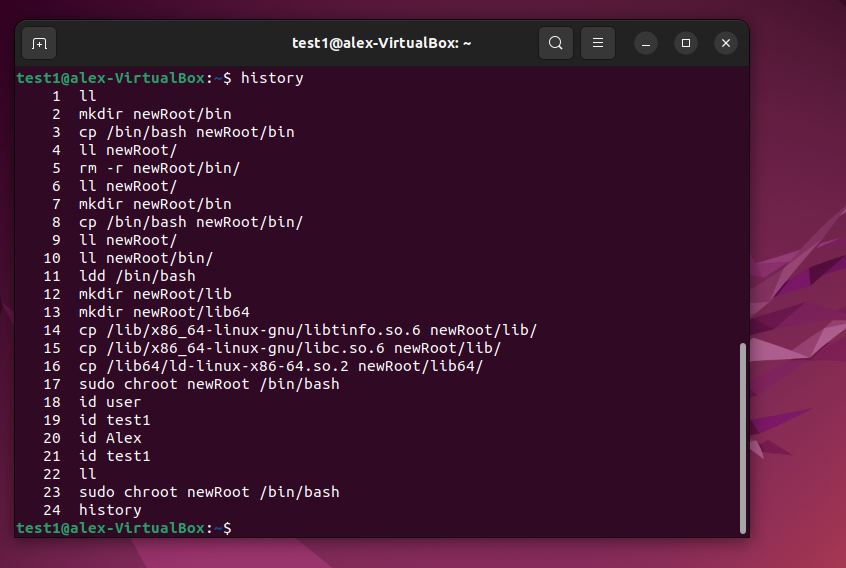 test1@alex-VirtualBox: ~
test1@alex-VirtualBox:~$ history
1 ll
2 mkdir newRoot/bin
3 cp /bin/bash newRoot/bin
4 ll newRoot/
5 rm -r newRoot/bin/
6 ll newRoot/
7 mkdir newRoot/bin
8 cp /bin/bash newRoot/bin/
9 ll newRoot/
10 ll newRoot/bin/
11 ldd /bin/bash
12 mkdir newRoot/lib
13 mkdir newRoot/lib64
14 cp /lib/x86_64-linux-gnu/libtinfo.so.6 newRoot/lib/
15 cp /lib/x86_64-linux-gnu/libc.so.6 newRoot/lib/
16 cp /lib64/ld-linux-x86-64.so.2 newRoot/lib64/
17 sudo chroot newRoot /bin/bash
18 id user
19 id test1
20 id Alex
21 id test1
22 ll
23 sudo chroot newRoot /bin/bash
24 history
test1@alex-VirtualBox:~$